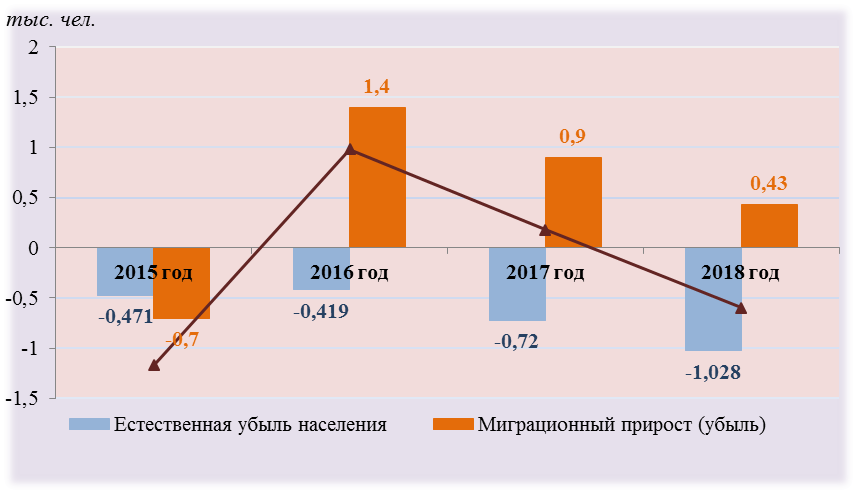 тыс. чел.
2
1,5
1
0,5
0
-0,5
-1
-1,5
1,4
0,9
0,43
2015 год
2016 год
2017 год
2018 год
-0,471
-0,7
-0,419
-0,72
-1,028
Естественная убыль населения
Миграционный прирост (убыль)